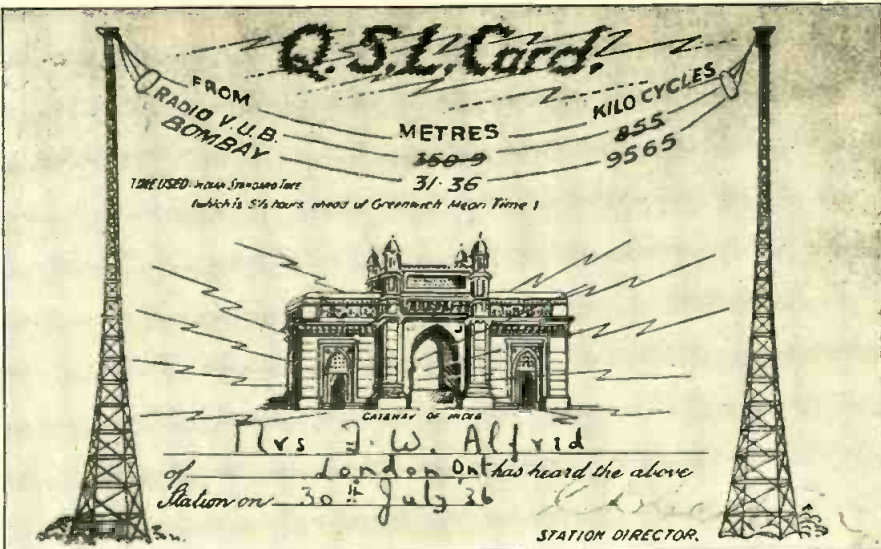 Q.S.L. Card.
FROM
RADIO V.U.B.
BOMBAY
METRES
350·9
31·36
KILO CYCLES
855
9565
TIME USED: INDIAN STANDARD TIME
(which is 5½ hours ahead of Greenwich Mean Time)
GATEWAY OF INDIA
Mrs J. W. Alfrid
of London Ont has heard the above
Station on 30th July 36
STATION DIRECTOR.